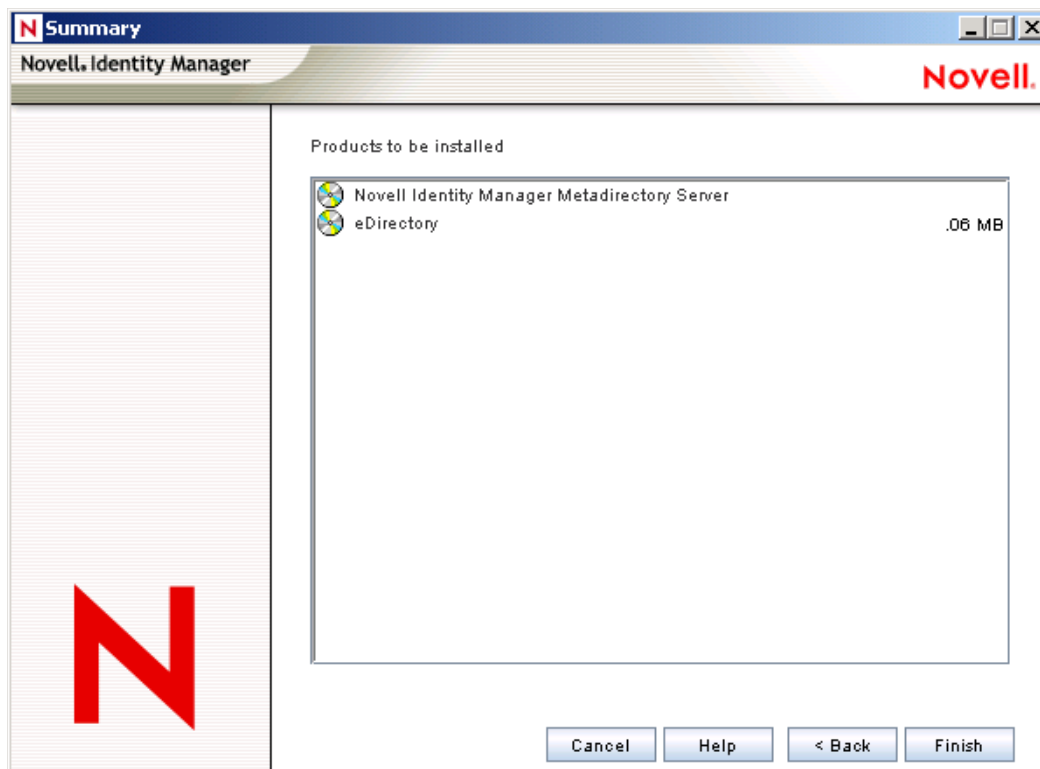 N Summary
Novell. Identity Manager
Novell.
Products to be installed
Novell Identity Manager Metadirectory Server
eDirectory .06 MB
N
Cancel Help < Back Finish